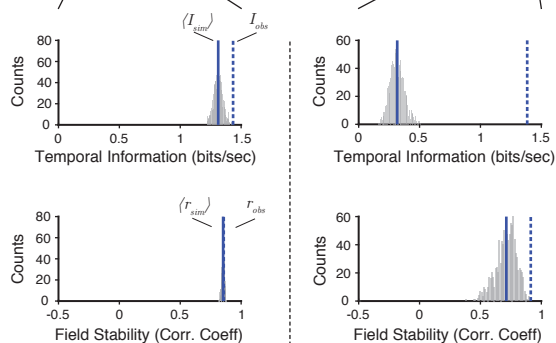 ⟨I_sim⟩ I_obs
80 60
60
40
40
20
20
0 0
0 0.5 1 1.5 0 0.5 1 1.5
Counts Counts
Temporal Information (bits/sec) Temporal Information (bits/sec)
⟨r_sim⟩ r_obs
80 60
60
40
40
20
20
0 0
-0.5 0 0.5 1 -0.5 0 0.5 1
Counts Counts
Field Stability (Corr. Coeff) Field Stability (Corr. Coeff)